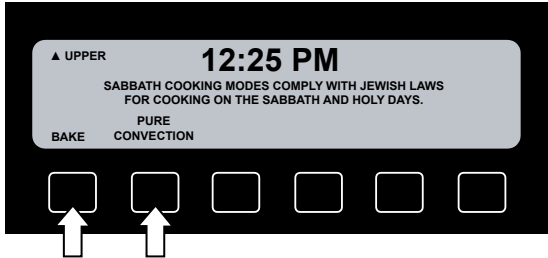 ▲ UPPER
12:25 PM
SABBATH COOKING MODES COMPLY WITH JEWISH LAWS
FOR COOKING ON THE SABBATH AND HOLY DAYS.
BAKE
PURE
CONVECTION